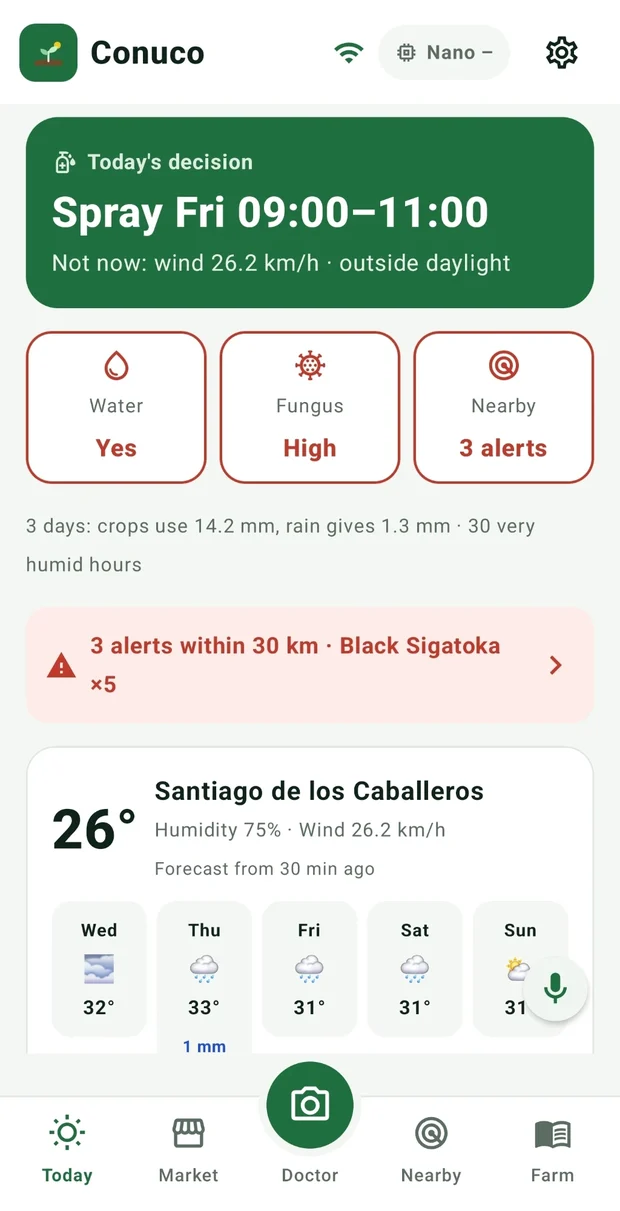 Conuco
Nano –
Today's decision
Spray Fri 09:00–11:00
Not now: wind 26.2 km/h · outside daylight
Water
Fungus
Nearby
Yes
High
3 alerts
3 days: crops use 14.2 mm, rain gives 1.3 mm · 30 very
humid hours
3 alerts within 30 km · Black Sigatoka
×5
26°
Santiago de los Caballeros
Humidity 75% · Wind 26.2 km/h
Forecast from 30 min ago
Wed
Thu
Fri
Sat
Sun
32°
33°
31°
31°
31
1 mm
Today
Market
Doctor
Nearby
Farm